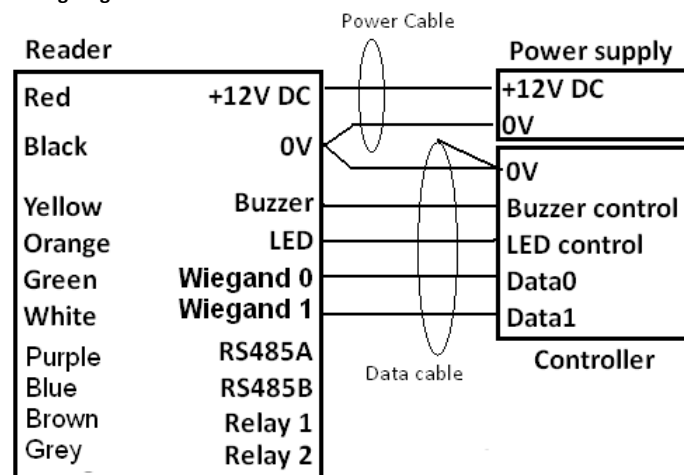 Power Cable
Reader
Power supply
Red +12V DC
+12V DC
0V
Black 0V
0V
Yellow Buzzer
Buzzer control
Orange LED
LED control
Green Wiegand 0
Data0
White Wiegand 1
Data1
Purple RS485A
Controller
Data cable
Blue RS485B
Brown Relay 1
Grey Relay 2